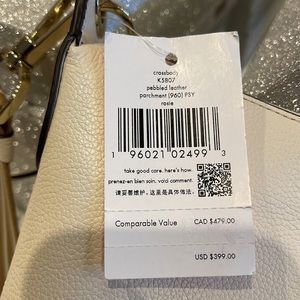 crossbody
K5807
pebbled leather
parchment (960) PSY
rosie
1 96021 02499 3
take good care. here's how.
prenez-en bien soin. voici comment.
请妥善维护，这里是具体做法。
Comparable Value CAD $479.00
USD $399.00